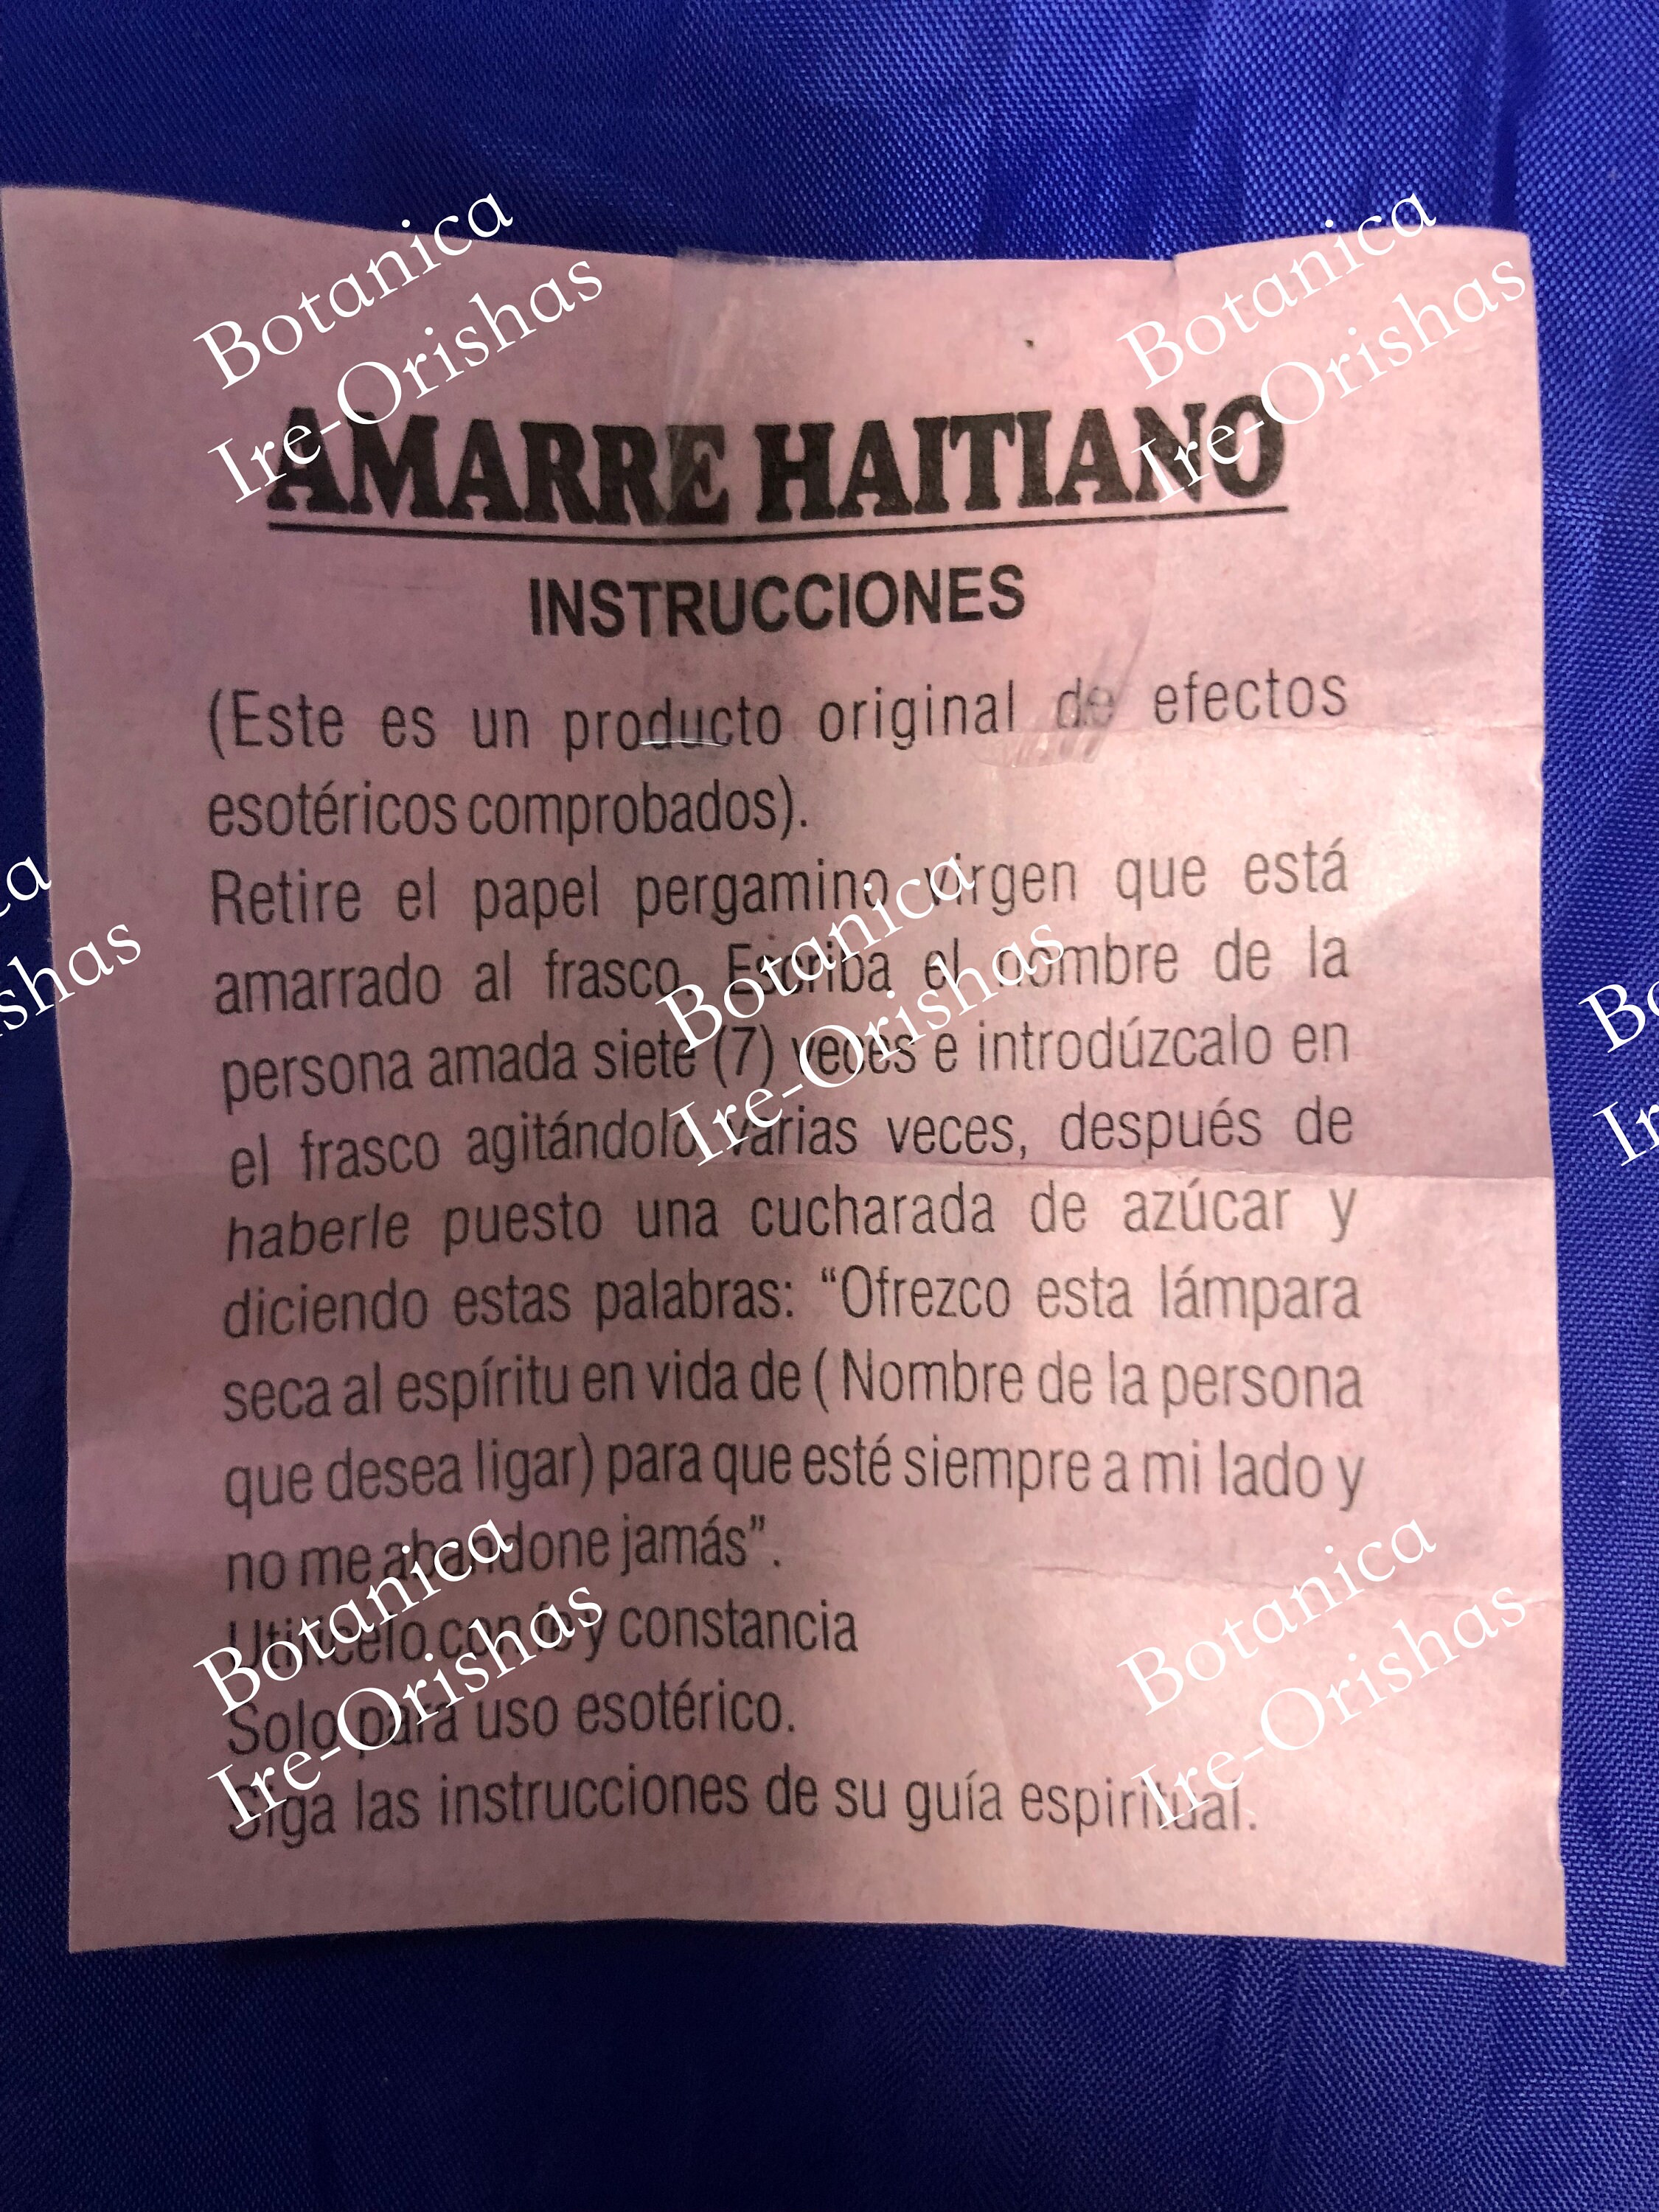 AMARRE HAITIANO
INSTRUCCIONES
(Este es un producto original de efectos
esotéricos comprobados).
Retire el papel pergamino virgen que está
amarrado al frasco. Escriba el nombre de la
persona amada siete (7) veces e introdúzcalo en
el frasco agitándolo varias veces, después de
haberle puesto una cucharada de azúcar y
diciendo estas palabras: “Ofrezco esta lámpara
seca al espíritu en vida de ( Nombre de la persona
que desea ligar) para que esté siempre a mi lado y
no me abandone jamás”.
con fe y constancia
Solo para uso esotérico.
Siga las instrucciones de su guía espiritual.
Botanica
Ire-Orishas
Botanica
Ire-Orishas
Botanica
Ire-Orishas
Botanica
Ire-Orishas
Botanica
Ire-Orishas